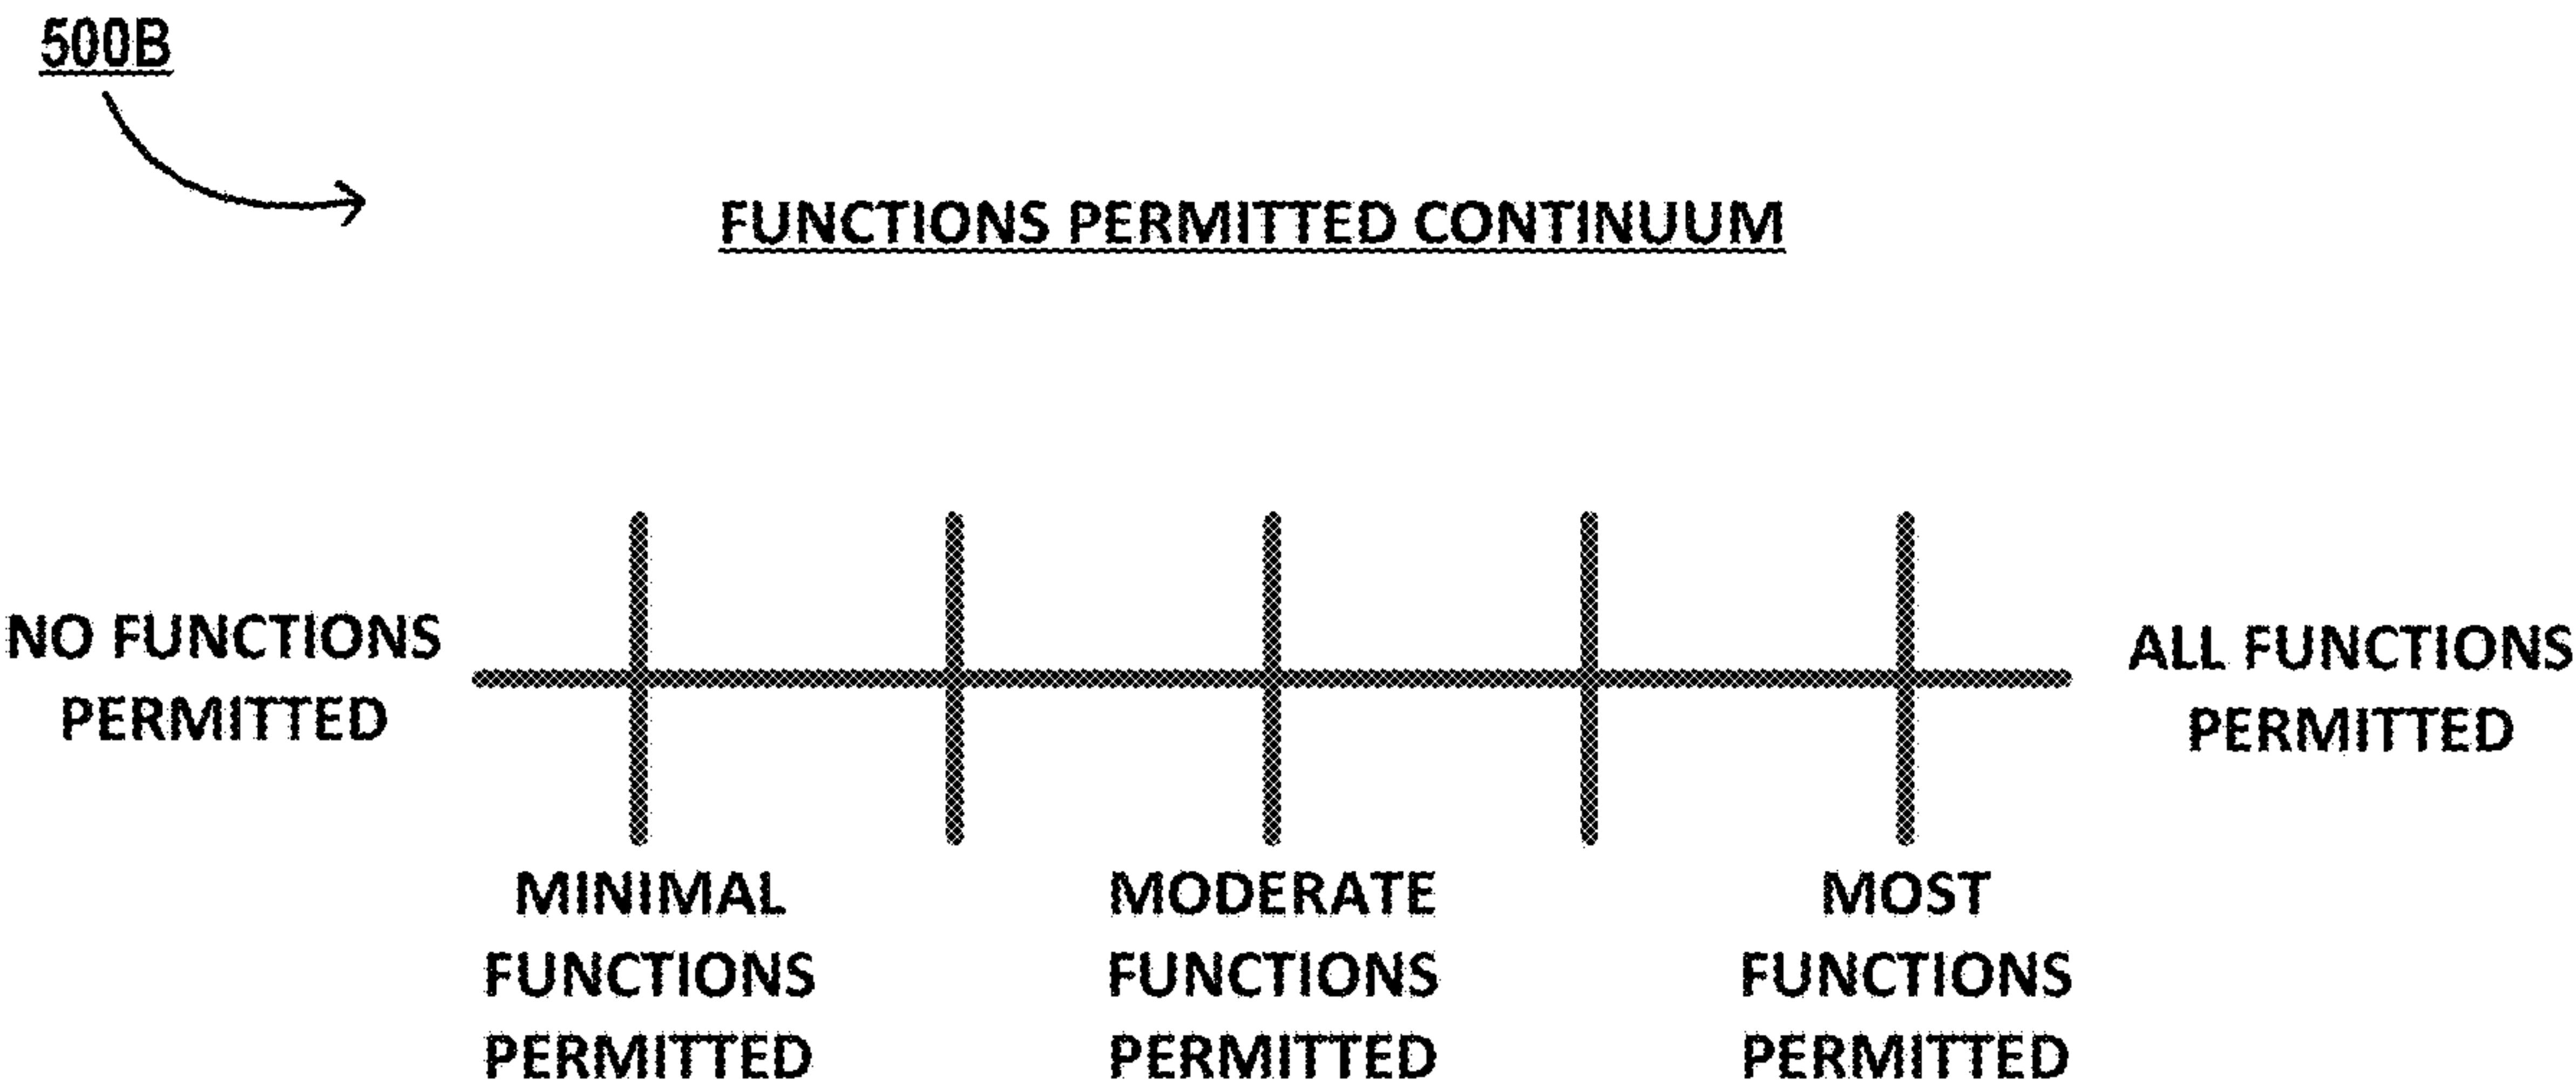 500B
FUNCTIONS PERMITTED CONTINUUM
NO FUNCTIONS
PERMITTED
ALL FUNCTIONS
PERMITTED
MINIMAL
FUNCTIONS
PERMITTED
MODERATE
FUNCTIONS
PERMITTED
MOST
FUNCTIONS
PERMITTED